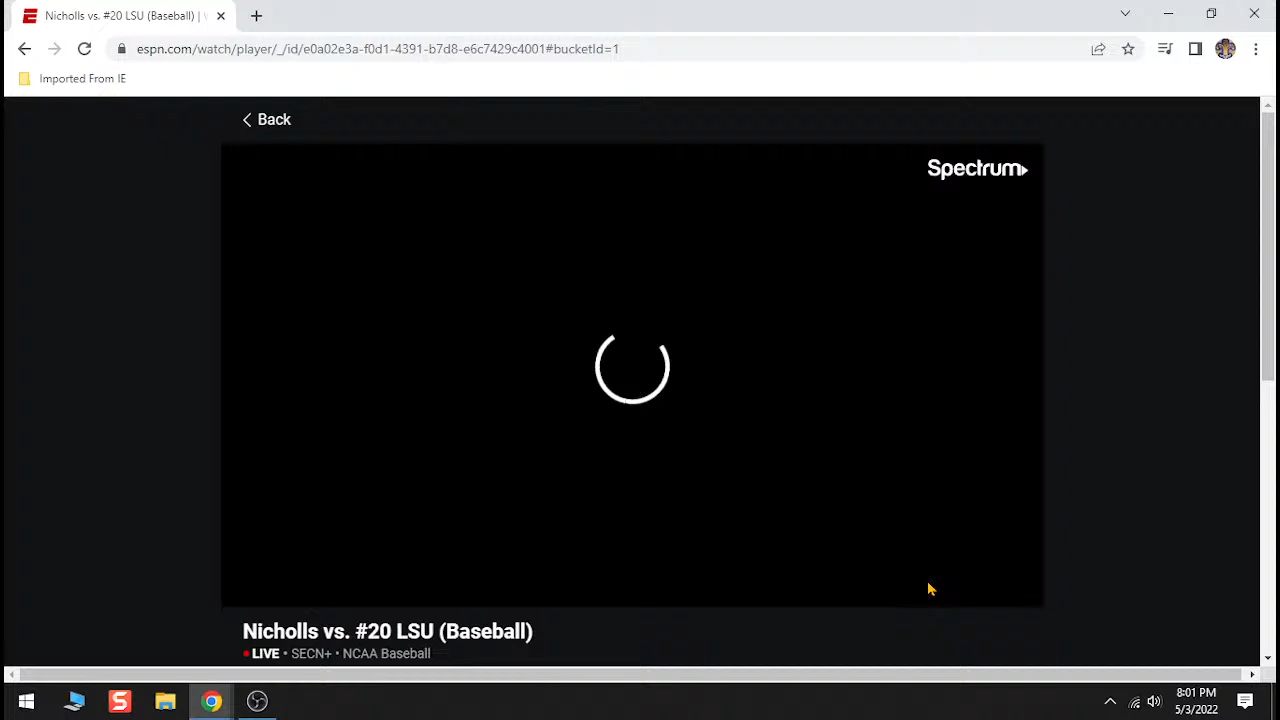 Nicholls vs. #20 LSU (Baseball) |
espn.com/watch/player/_/id/e0a02e3a-f0d1-4391-b7d8-e6c7429c4001#bucketId=1
Imported From IE
Back
Spectrum
Nicholls vs. #20 LSU (Baseball)
LIVE • SECN+ • NCAA Baseball
S
8:01 PM
5/3/2022